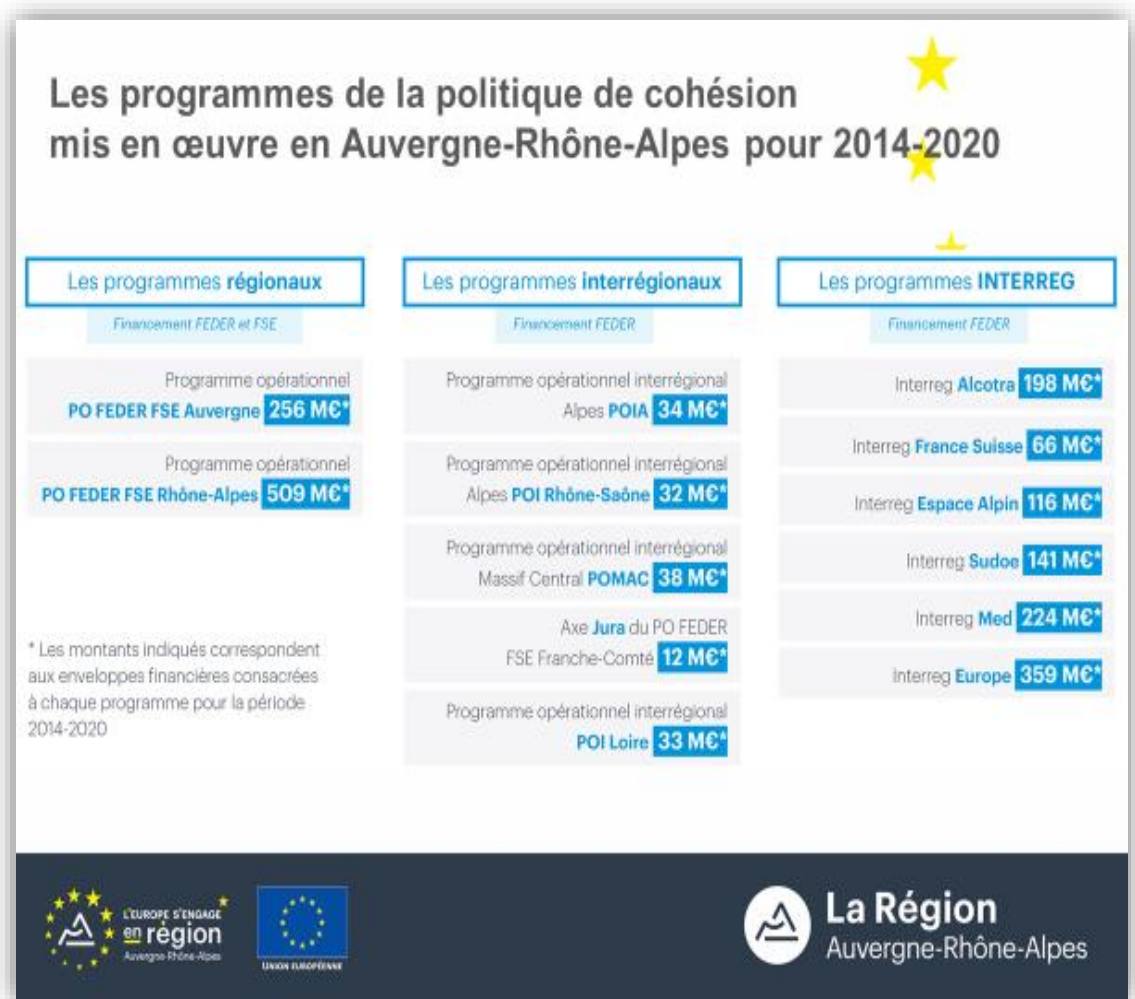 Les programmes de la politique de cohésion
mis en œuvre en Auvergne-Rhône-Alpes pour 2014-2020
Les programmes régionaux
Financement FEDER et FSE
Programme opérationnel
PO FEDER FSE Auvergne 256 M€*
Programme opérationnel
PO FEDER FSE Rhône-Alpes 509 M€*
* Les montants indiqués correspondent
aux enveloppes financières consacrées
à chaque programme pour la période
2014-2020
Les programmes interrégionaux
Financement FEDER
Programme opérationnel interrégional
Alpes POIA 34 M€*
Programme opérationnel interrégional
Alpes POI Rhône-Saône 32 M€*
Programme opérationnel interrégional
Massif Central POMAC 38 M€*
Axe Jura du PO FEDER
FSE Franche-Comté 12 M€*
Programme opérationnel interrégional
POI Loire 33 M€*
Les programmes INTERREG
Financement FEDER
Interreg Alcotra 198 M€*
Interreg France Suisse 66 M€*
Interreg Espace Alpin 116 M€*
Interreg Sudoe 141 M€*
Interreg Med 224 M€*
Interreg Europe 359 M€*
L'EUROPE S'ENGAGE
en région
Auvergne-Rhône-Alpes
UNION EUROPÉENNE
La Région
Auvergne-Rhône-Alpes